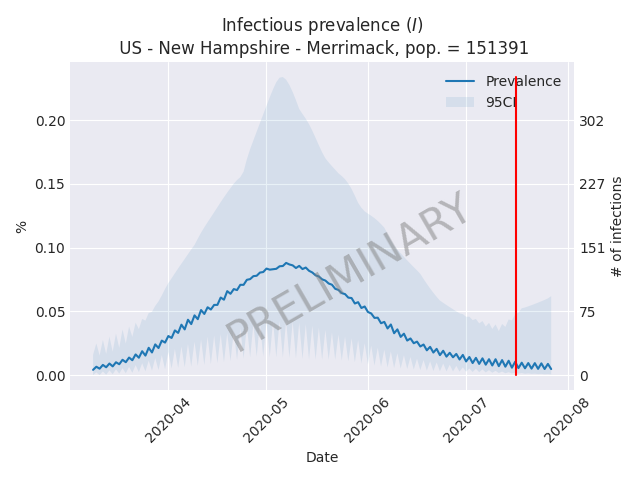 Infectious prevalence (I)
US - New Hampshire - Merrimack, pop. = 151391
Prevalence
95CI
PRELIMINARY
%
0.20
0.15
0.10
0.05
0.00
302
227
151
75
0
# of infections
2020-04
2020-05
2020-06
2020-07
2020-08
Date